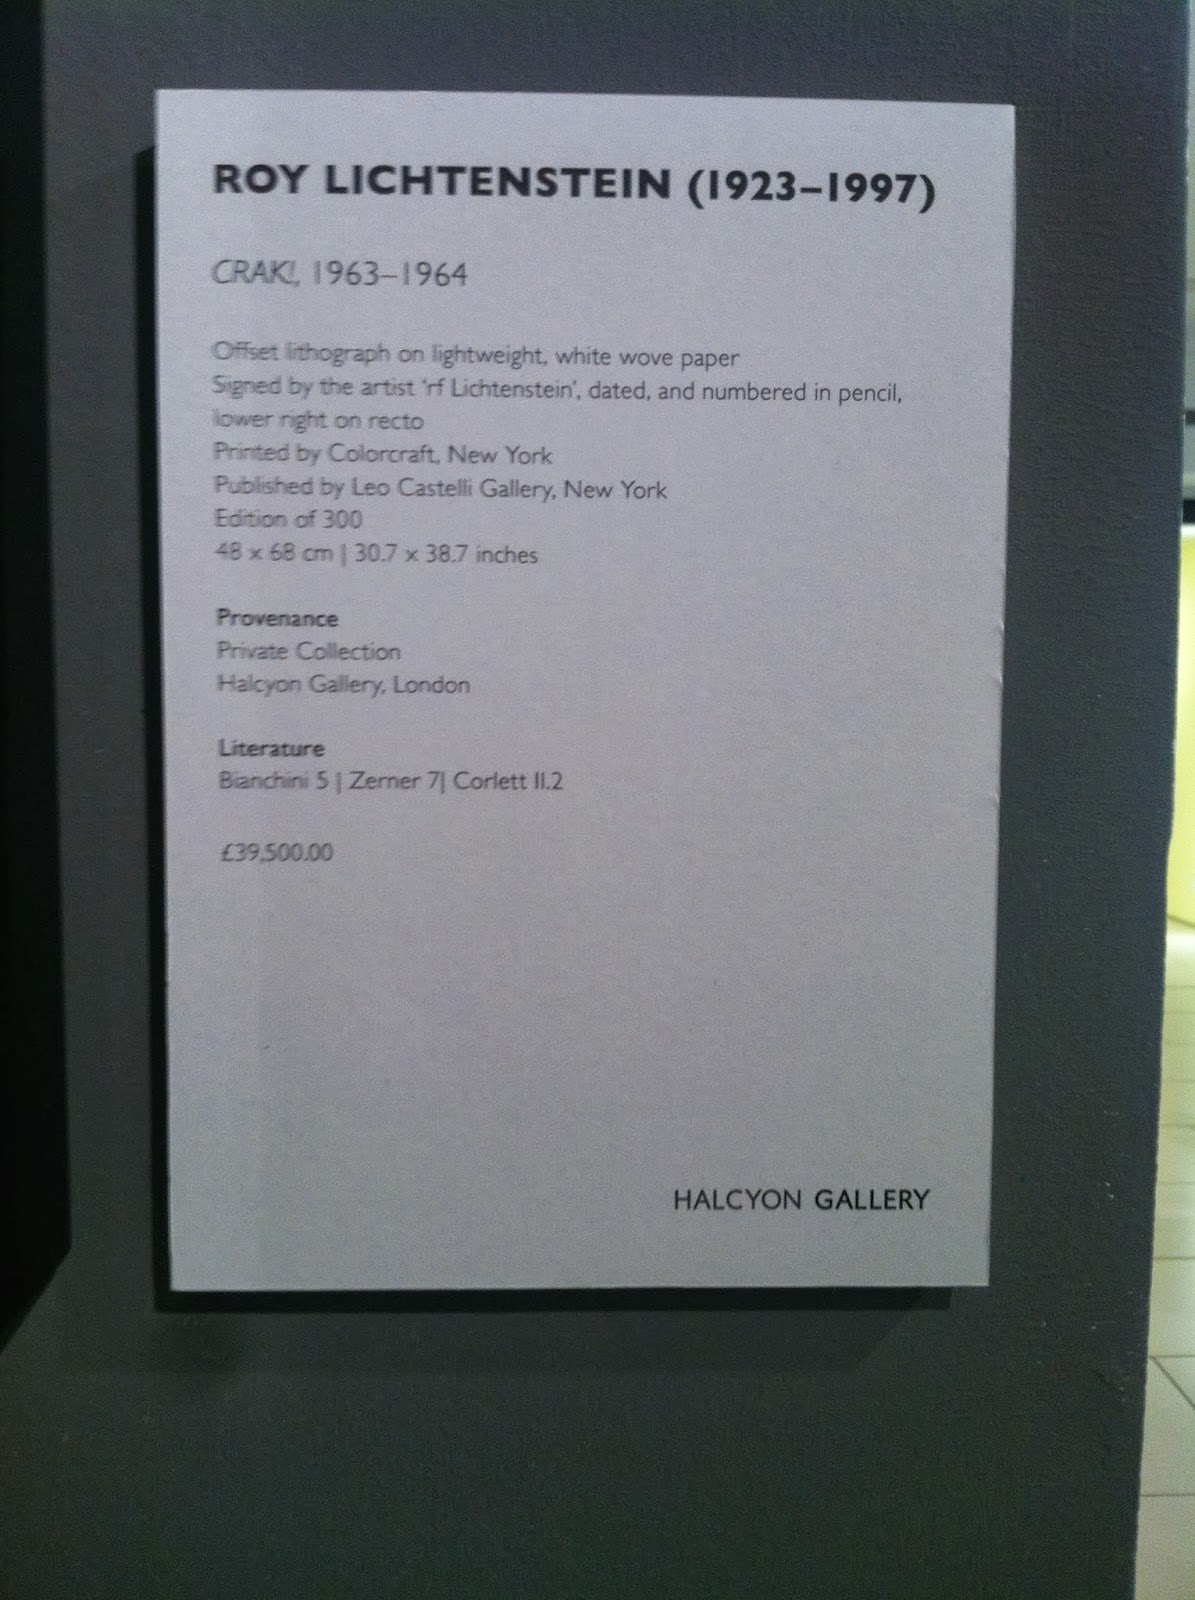 ROY LICHTENSTEIN (1923–1997)
CRAK!, 1963–1964
Offset lithograph on lightweight, white wove paper
Signed by the artist 'rf Lichtenstein', dated, and numbered in pencil,
lower right on recto
Printed by Colorcraft, New York
Published by Leo Castelli Gallery, New York
Edition of 300
48 x 68 cm | 30.7 x 38.7 inches
Provenance
Private Collection
Halcyon Gallery, London
Literature
Bianchini 5 | Zerner 7| Corlett II.2
£39,500.00
HALCYON GALLERY